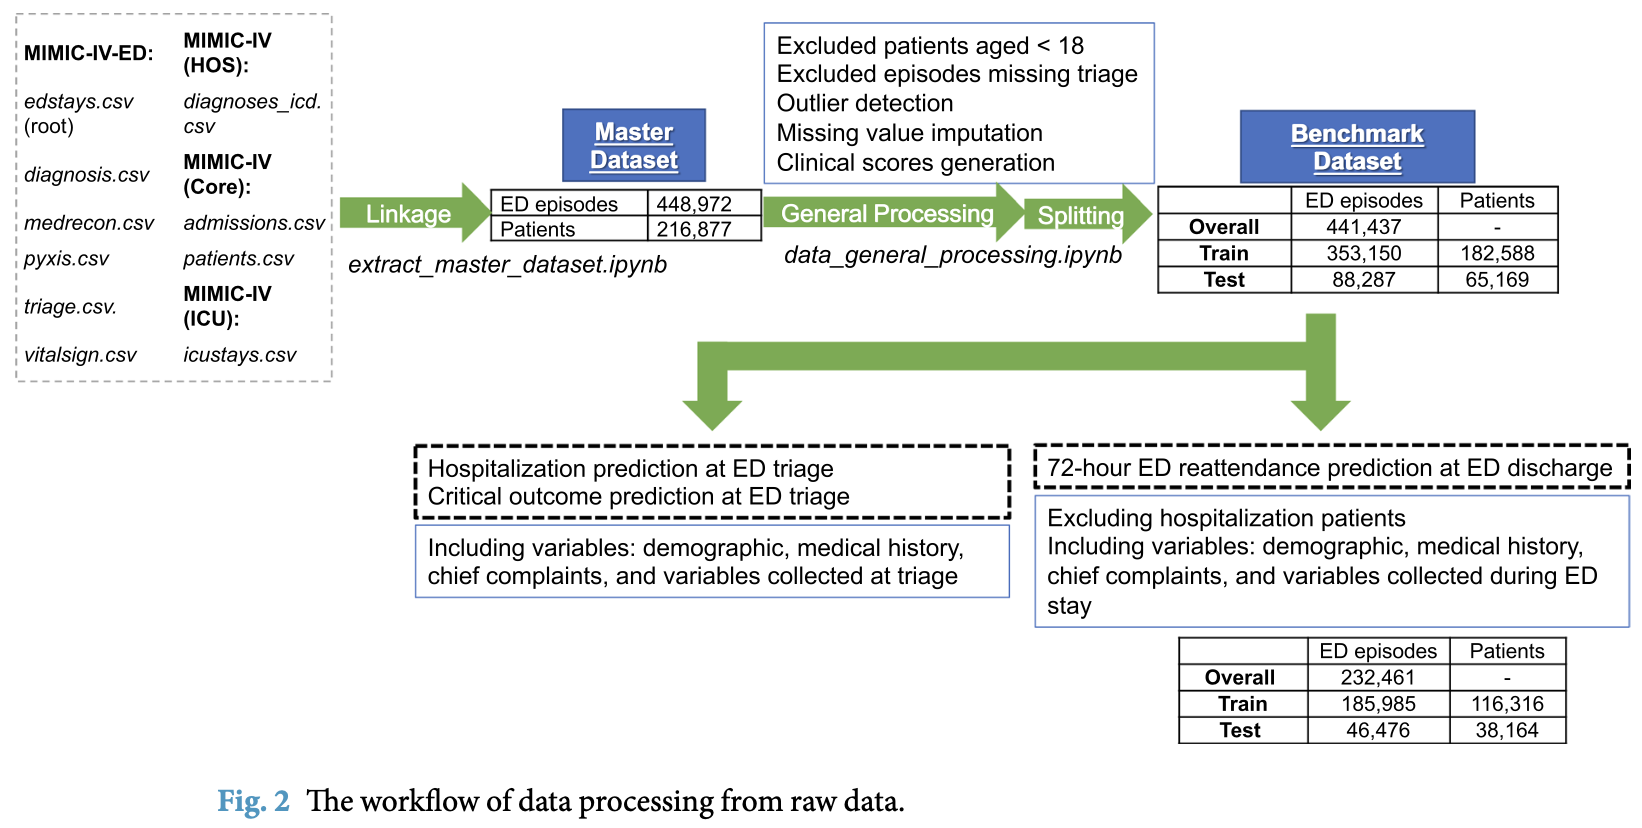 MIMIC-IV-ED:
edstays.csv
(root)
diagnosis.csv
medrecon.csv
pyxis.csv
triage.csv.
vitalsign.csv
MIMIC-IV
(HOS):
diagnoses_icd.
csv
MIMIC-IV
(Core):
admissions.csv
patients.csv
MIMIC-IV
(ICU):
icustays.csv
Linkage
extract_master_dataset.ipynb
Master
Dataset
ED episodes 448,972
Patients 216,877
Excluded patients aged < 18
Excluded episodes missing triage
Outlier detection
Missing value imputation
Clinical scores generation
General Processing
Splitting
data_general_processing.ipynb
Benchmark
Dataset
ED episodes Patients
Overall 441,437 -
Train 353,150 182,588
Test 88,287 65,169
Hospitalization prediction at ED triage
Critical outcome prediction at ED triage
Including variables: demographic, medical history,
chief complaints, and variables collected at triage
72-hour ED reattendance prediction at ED discharge
Excluding hospitalization patients
Including variables: demographic, medical history,
chief complaints, and variables collected during ED
stay
ED episodes Patients
Overall 232,461 -
Train 185,985 116,316
Test 46,476 38,164
Fig. 2 The workflow of data processing from raw data.